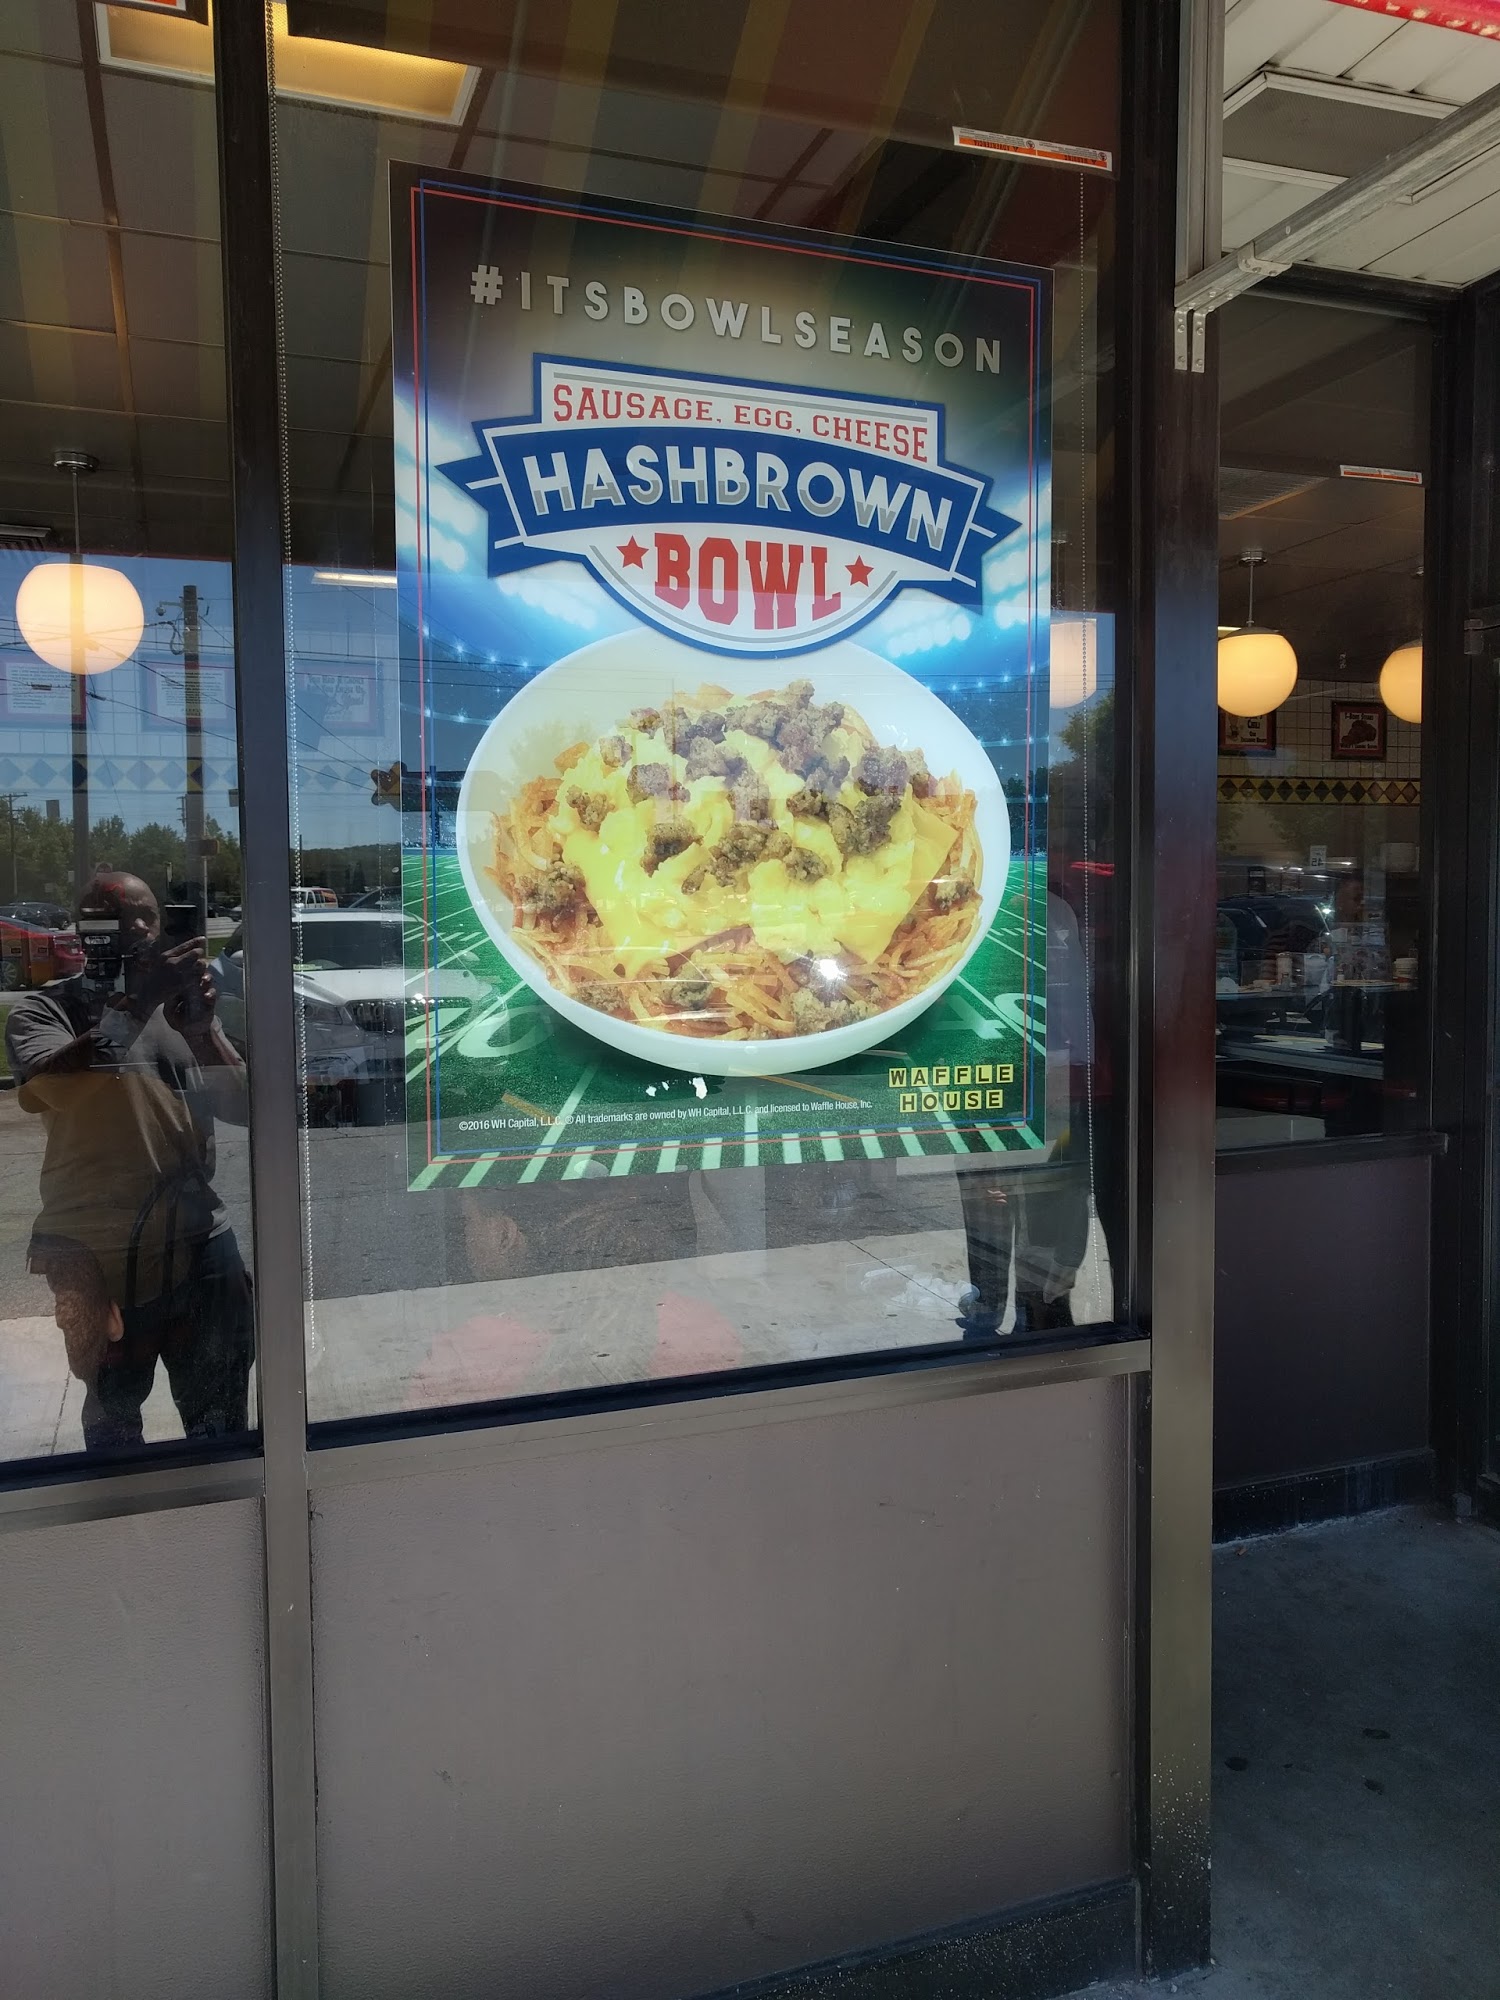 #ITSBOWLSEASON
SAUSAGE, EGG, CHEESE
HASHBROWN
BOWL
WAFFLE
HOUSE
©2016 WH Capital, L.L.C. ® All trademarks are owned by WH Capital, L.L.C. and licensed to Waffle House, Inc.